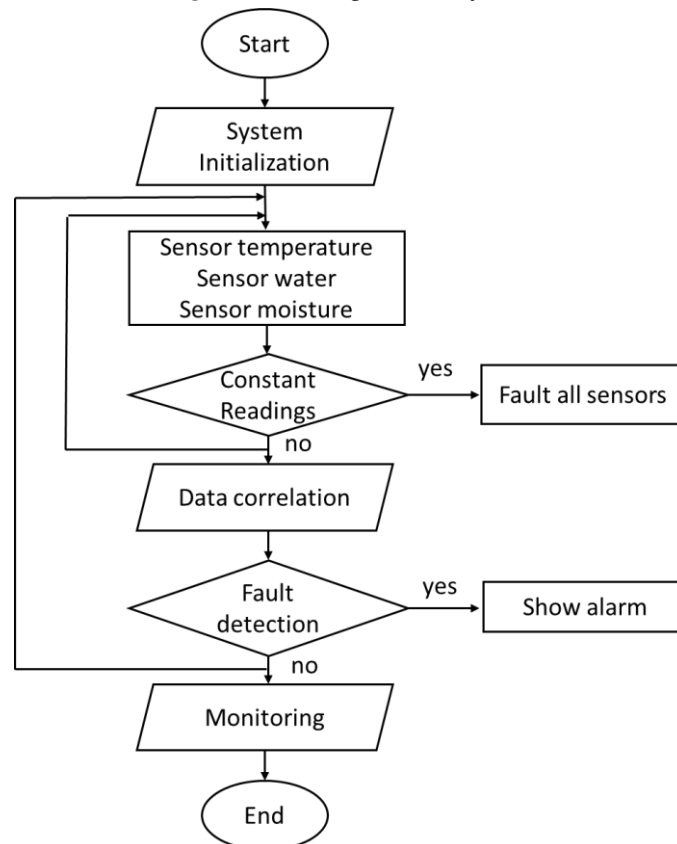 Start
System
Initialization
Sensor temperature
Sensor water
Sensor moisture
Constant
Readings
yes
Fault all sensors
no
Data correlation
Fault
detection
yes
Show alarm
no
Monitoring
End